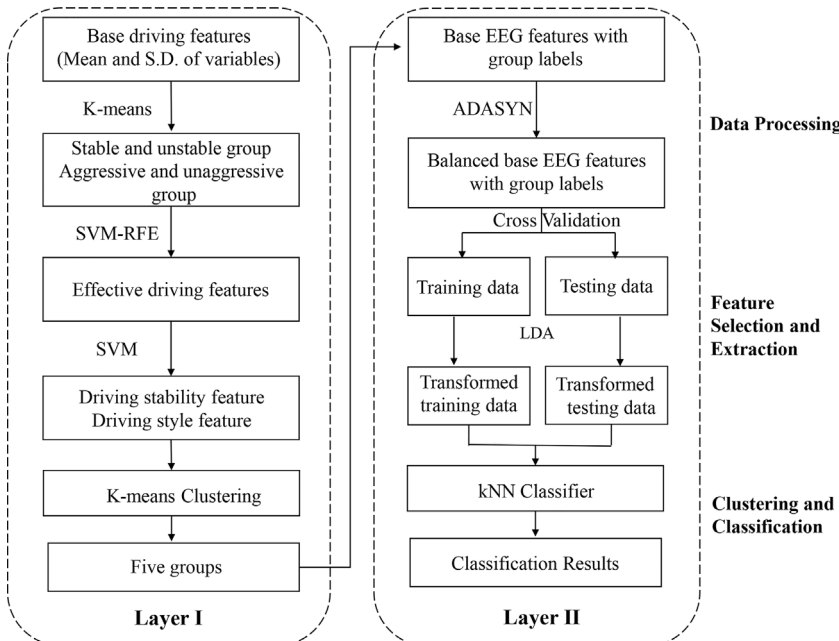 Base driving features
(Mean and S.D. of variables)
K-means
Stable and unstable group
Aggressive and unaggressive
group
SVM-RFE
Effective driving features
SVM
Driving stability feature
Driving style feature
K-means Clustering
Five groups
Layer I
Base EEG features with
group labels
ADASYN
Balanced base EEG features
with group labels
Cross Validation
Training data
Testing data
LDA
Transformed
training data
Transformed
testing data
kNN Classifier
Classification Results
Layer II
Data Processing
Feature
Selection and
Extraction
Clustering and
Classification